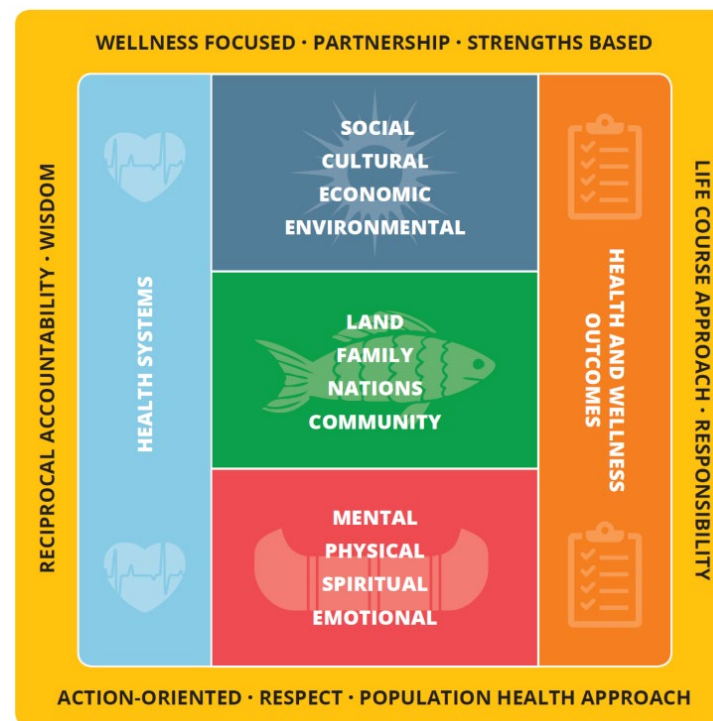 WELLNESS FOCUSED · PARTNERSHIP · STRENGTHS BASED
RECIPROCAL ACCOUNTABILITY · WISDOM
HEALTH SYSTEMS
SOCIAL
CULTURAL
ECONOMIC
ENVIRONMENTAL
LAND
FAMILY
NATIONS
COMMUNITY
MENTAL
PHYSICAL
SPIRITUAL
EMOTIONAL
HEALTH AND WELLNESS
OUTCOMES
LIFE COURSE APPROACH · RESPONSIBILITY
ACTION-ORIENTED · RESPECT · POPULATION HEALTH APPROACH